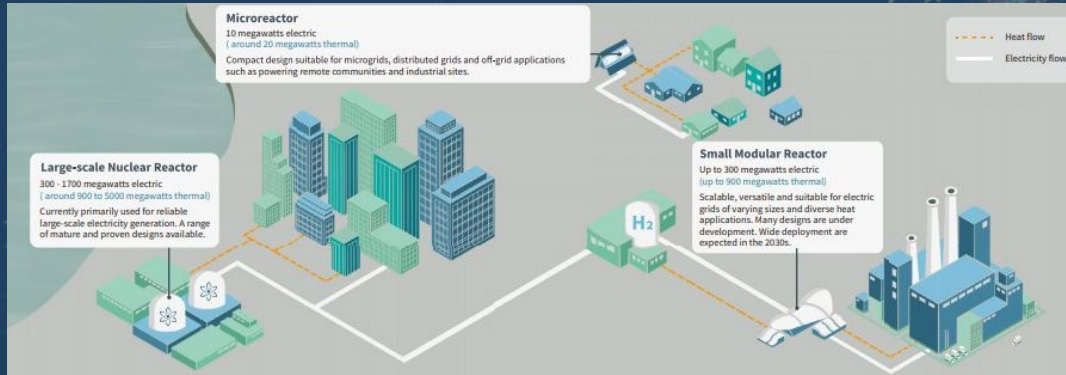 Microreactor
10 megawatts electric
( around 20 megawatts thermal)
Compact design suitable for microgrids, distributed grids and off-grid applications
such as powering remote communities and industrial sites.
Heat flow
Electricity flow
Large-scale Nuclear Reactor
300 - 1700 megawatts electric
( around 900 to 5000 megawatts thermal)
Currently primarily used for reliable
large-scale electricity generation. A range
of mature and proven designs available.
Small Modular Reactor
Up to 300 megawatts electric
(up to 900 megawatts thermal)
Scalable, versatile and suitable for electric
grids of varying sizes and diverse heat
applications. Many designs are under
development. Wide deployment are
expected in the 2030s.
H2